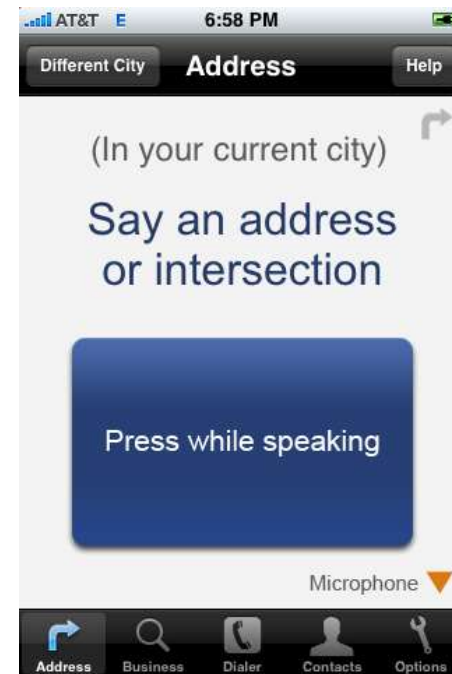 AT&T E 6:58 PM
Different City Address Help
(In your current city)
Say an address
or intersection
Press while speaking
Microphone
Address Business Dialer Contacts Options